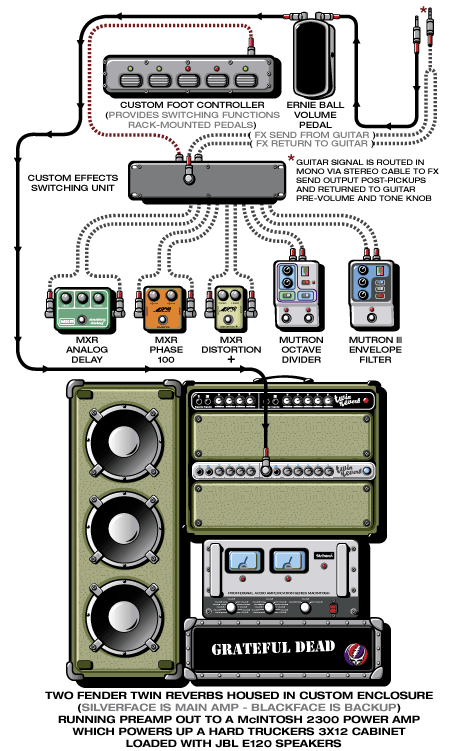 CUSTOM FOOT CONTROLLER
(PROVIDES SWITCHING FUNCTIONS
RACK-MOUNTED PEDALS)
ERNIE BALL
VOLUME
PEDAL
*
( FX SEND FROM GUITAR )
( FX RETURN TO GUITAR )
CUSTOM EFFECTS
SWITCHING UNIT
* GUITAR SIGNAL IS ROUTED IN
MONO VIA STEREO CABLE TO FX
SEND OUTPUT POST-PICKUPS
AND RETURNED TO GUITAR
PRE-VOLUME AND TONE KNOB
MXR
ANALOG
DELAY
MXR
PHASE
100
MXR
DISTORTION
+
MUTRON
OCTAVE
DIVIDER
MUTRON III
ENVELOPE
FILTER
Twin Reverb
Twin Reverb
GRATEFUL DEAD
TWO FENDER TWIN REVERBS HOUSED IN CUSTOM ENCLOSURE
(SILVERFACE IS MAIN AMP - BLACKFACE IS BACKUP)
RUNNING PREAMP OUT TO A McINTOSH 2300 POWER AMP
WHICH POWERS UP A HARD TRUCKERS 3X12 CABINET
LOADED WITH JBL E120 SPEAKERS